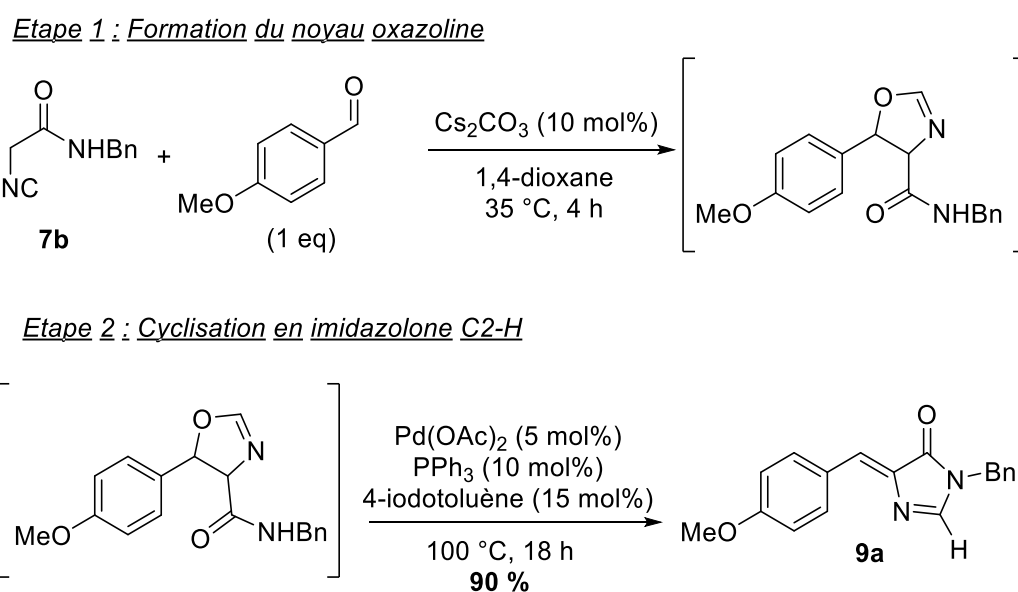 Etape 1 : Formation du noyau oxazoline
O
NHBn
NC
7b
+
O
MeO
(1 eq)
Cs₂CO₃ (10 mol%)
1,4-dioxane
35 °C, 4 h
O
N
MeO
O
NHBn
Etape 2 : Cyclisation en imidazolone C2-H
O
N
MeO
O
NHBn
Pd(OAc)₂ (5 mol%)
PPh₃ (10 mol%)
4-iodotoluène (15 mol%)
100 °C, 18 h
90 %
O
N
Bn
N
H
MeO
9a